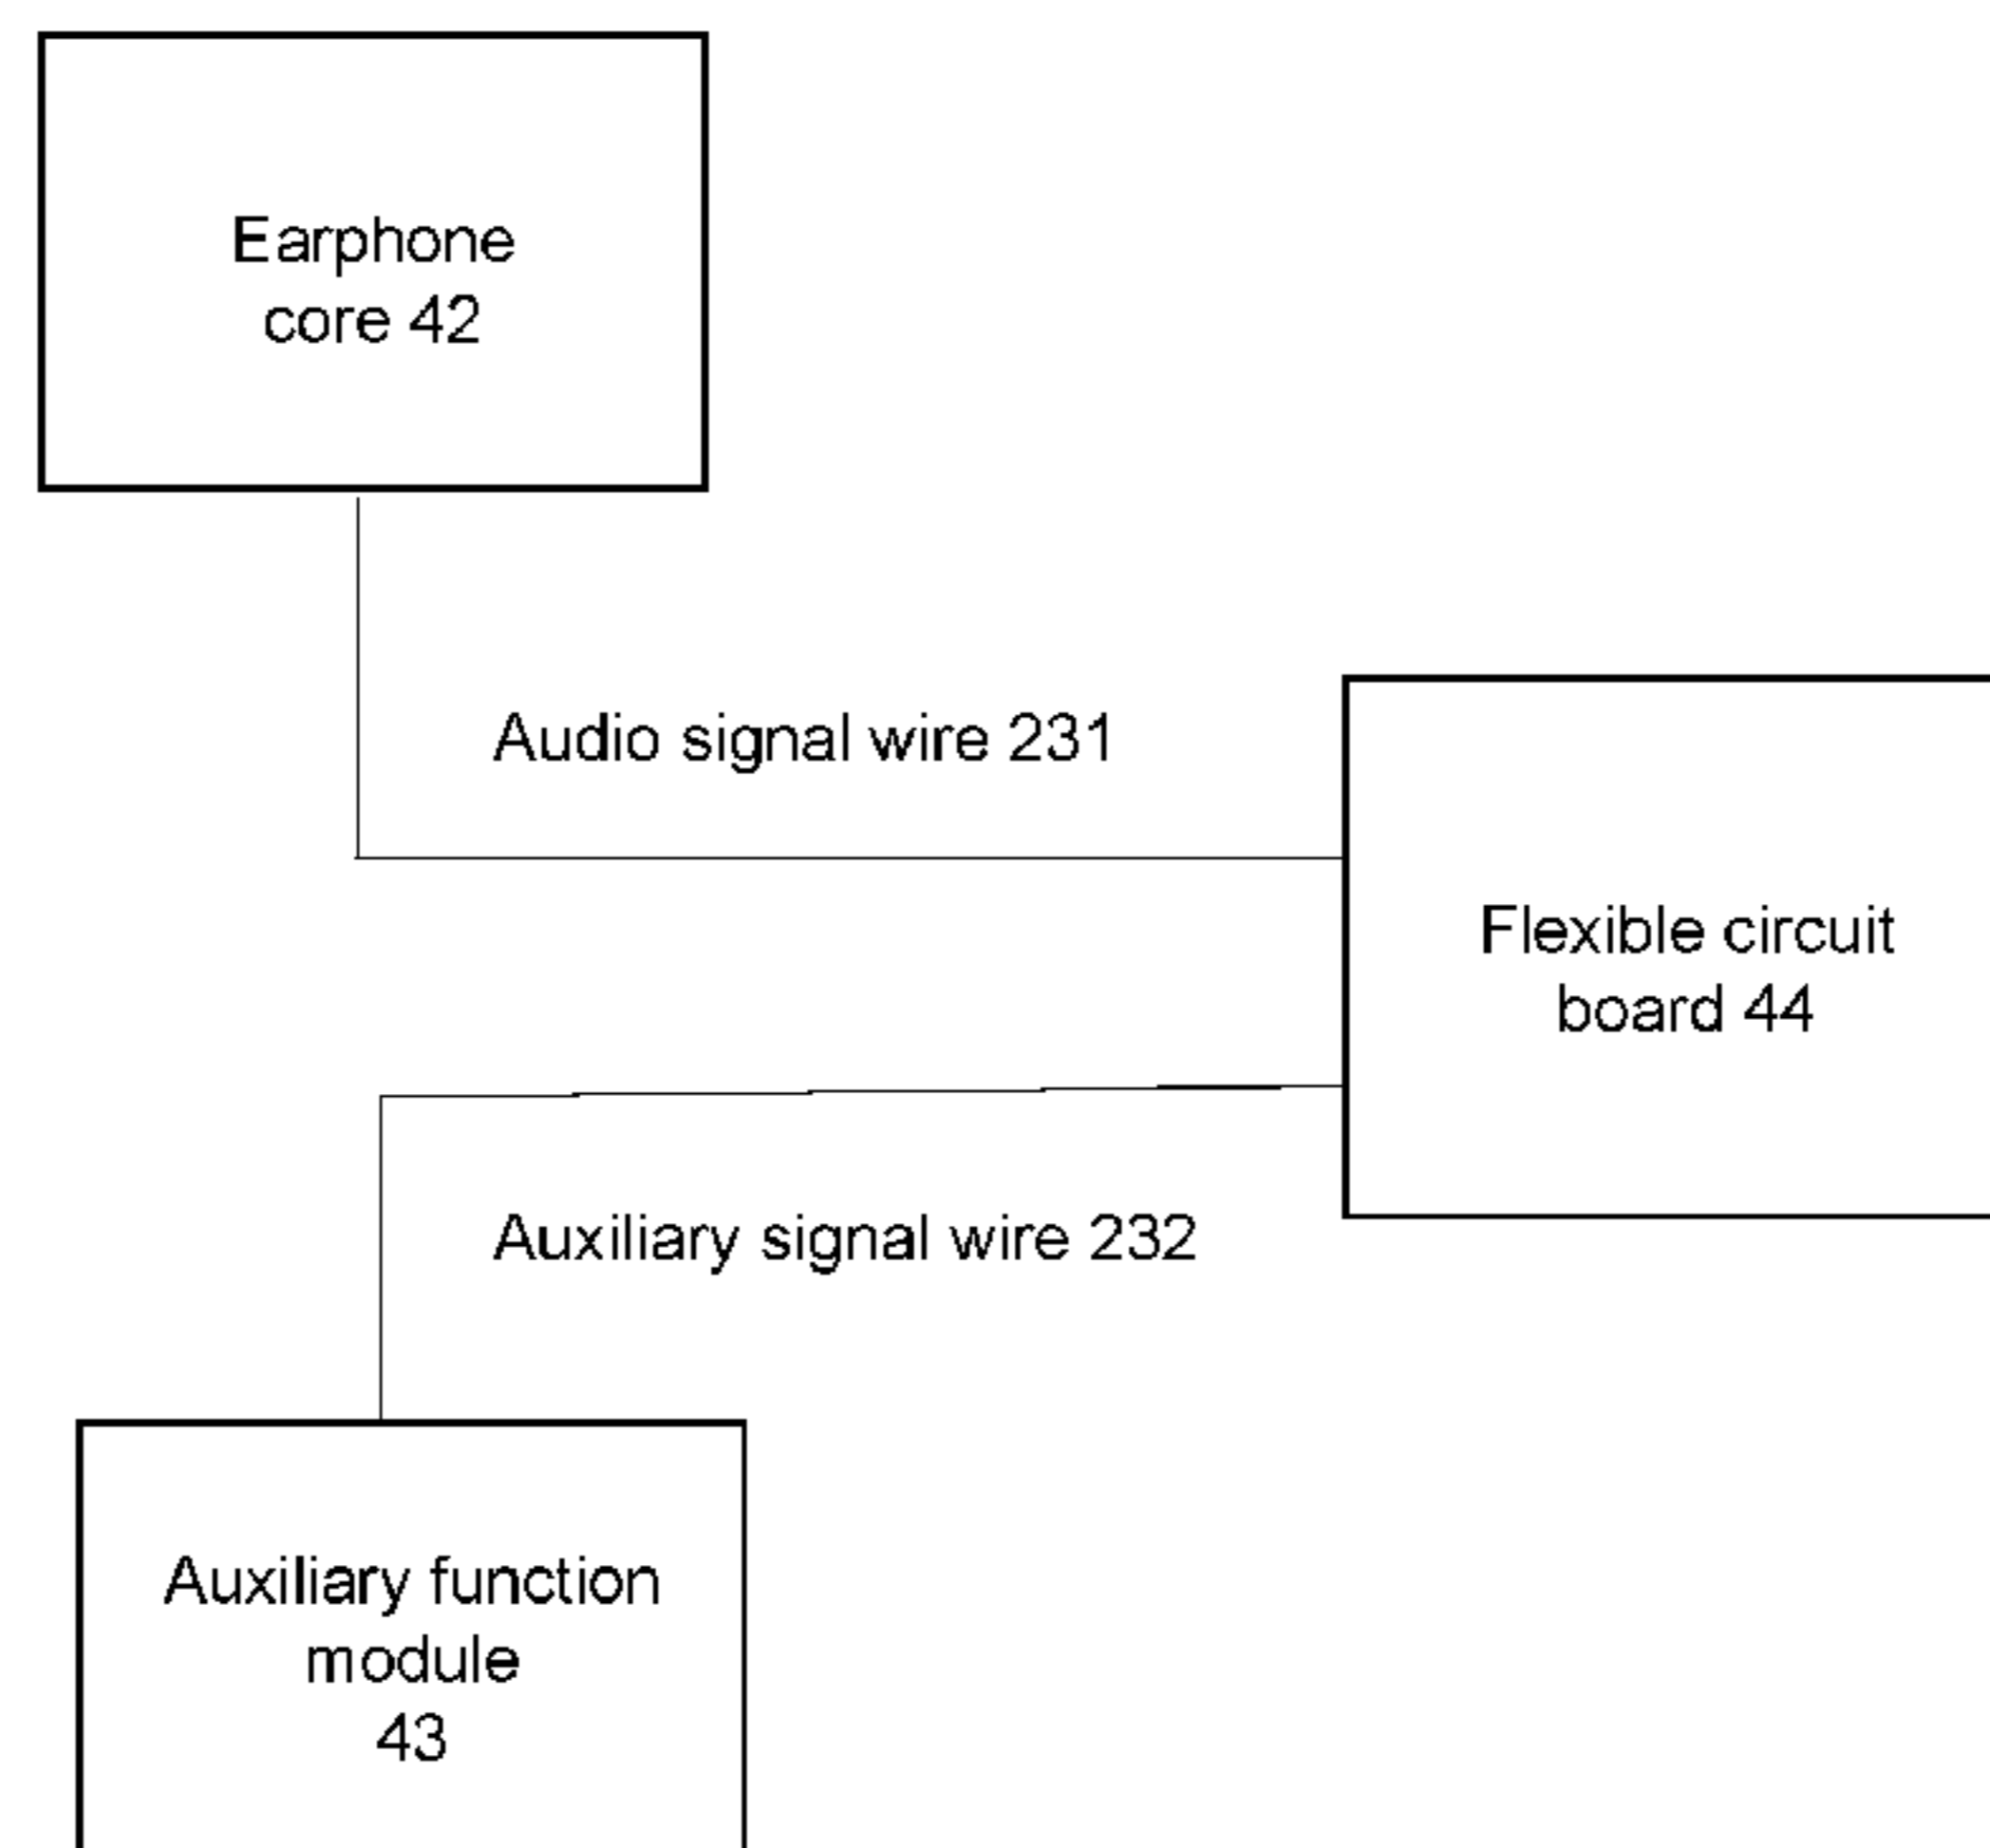 Earphone
core 42
Audio signal wire 231
Flexible circuit
board 44
Auxiliary signal wire 232
Auxiliary function
module
43